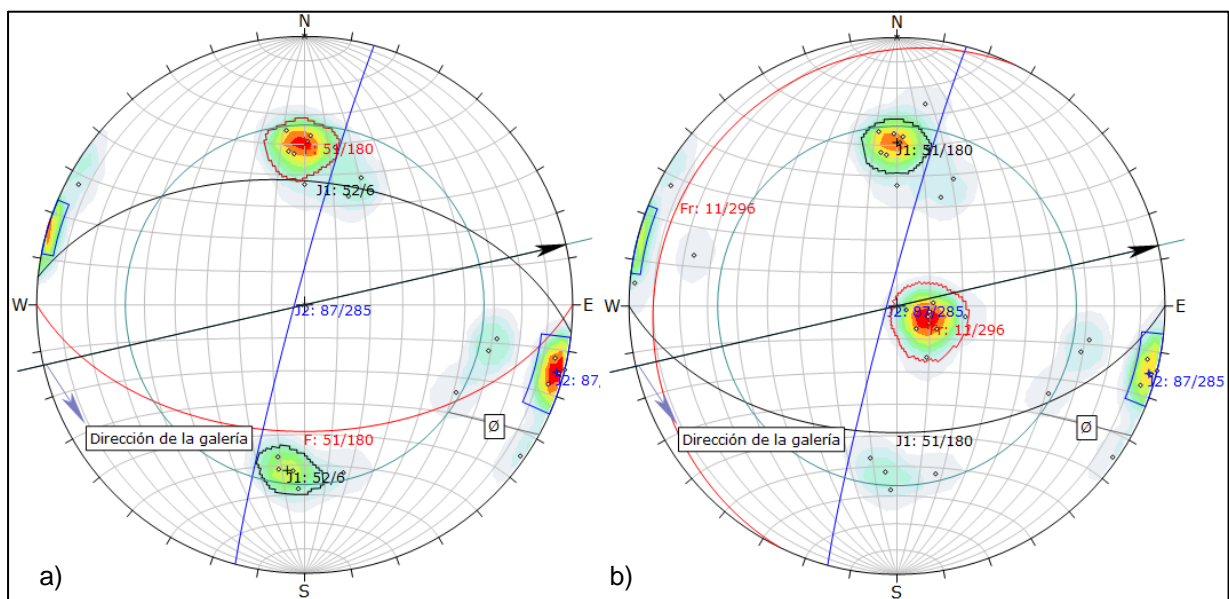 N
51/180
J1: 52/6
W
E
J2: 87/285
J2: 87/
Ø
Dirección de la galería
F: 51/180
J1: 52/6
S
a)
N
J1: 51/180
Fr: 11/296
W
E
J2: 87/285
Fr: 11/296
J2: 87/285
Ø
Dirección de la galería
J1: 51/180
S
b)